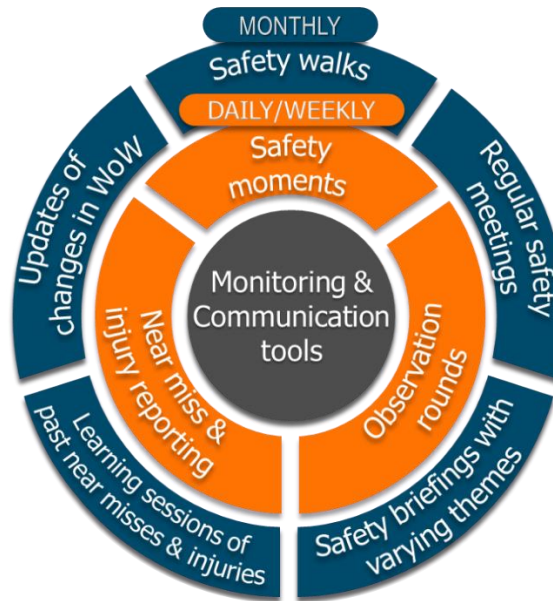 MONTHLY
Safety walks
DAILY/WEEKLY
Safety
moments
Updates of
changes in WoW
Regular safety
meetings
Monitoring &
Communication
tools
Near miss &
injury reporting
Observation
rounds
Learning sessions of
past near misses & injuries
Safety briefings with
varying themes